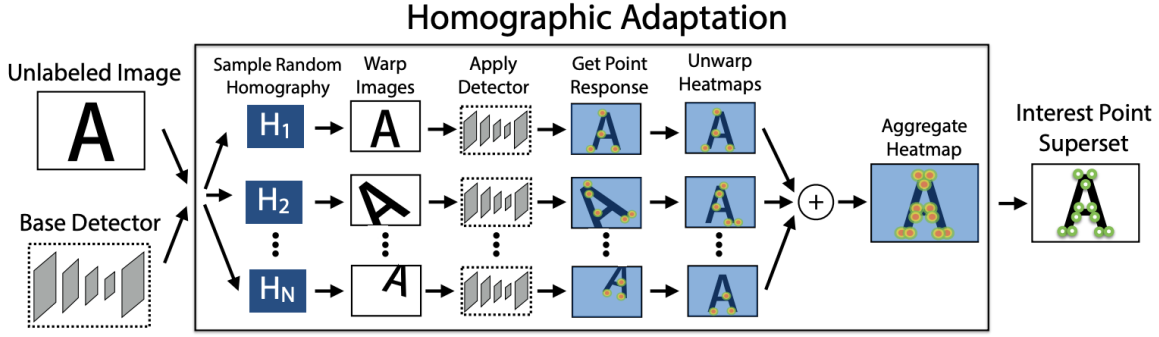 Homographic Adaptation
Unlabeled Image
A
Base Detector
Sample Random
Homography
Warp
Images
Apply
Detector
Get Point
Response
Unwarp
Heatmaps
H1
A
A
A
H2
A
A
A
HN
A
A
A
+
Aggregate
Heatmap
A
Interest Point
Superset
A